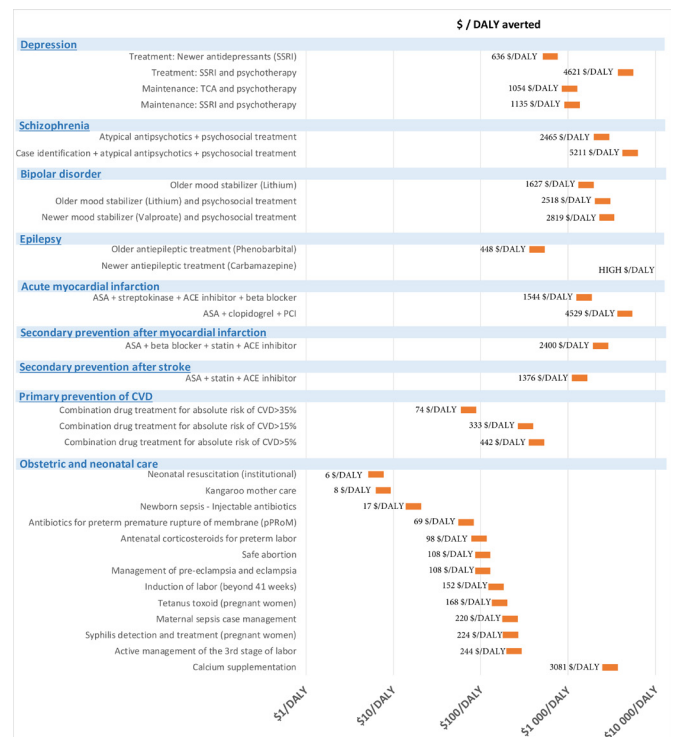 $ / DALY averted
Depression
Treatment: Newer antidepressants (SSRI) 636 $/DALY
Treatment: SSRI and psychotherapy 4621 $/DALY
Maintenance: TCA and psychotherapy 1054 $/DALY
Maintenance: SSRI and psychotherapy 1135 $/DALY
Schizophrenia
Atypical antipsychotics + psychosocial treatment 2465 $/DALY
Case identification + atypical antipsychotics + psychosocial treatment 5211 $/DALY
Bipolar disorder
Older mood stabilizer (Lithium) 1627 $/DALY
Older mood stabilizer (Lithium) and psychosocial treatment 2518 $/DALY
Newer mood stabilizer (Valproate) and psychosocial treatment 2819 $/DALY
Epilepsy
Older antiepileptic treatment (Phenobarbital) 448 $/DALY
Newer antiepileptic treatment (Carbamazepine) HIGH $/DALY
Acute myocardial infarction
ASA + streptokinase + ACE inhibitor + beta blocker 1544 $/DALY
ASA + clopidogrel + PCI 4529 $/DALY
Secondary prevention after myocardial infarction
ASA + beta blocker + statin + ACE inhibitor 2400 $/DALY
Secondary prevention after stroke
ASA + statin + ACE inhibitor 1376 $/DALY
Primary prevention of CVD
Combination drug treatment for absolute risk of CVD>35% 74 $/DALY
Combination drug treatment for absolute risk of CVD>15% 333 $/DALY
Combination drug treatment for absolute risk of CVD>5% 442 $/DALY
Obstetric and neonatal care
Neonatal resuscitation (institutional) 6 $/DALY
Kangaroo mother care 8 $/DALY
Newborn sepsis - Injectable antibiotics 17 $/DALY
Antibiotics for preterm premature rupture of membrane (pPRoM) 69 $/DALY
Antenatal corticosteroids for preterm labor 98 $/DALY
Safe abortion 108 $/DALY
Management of pre-eclampsia and eclampsia 108 $/DALY
Induction of labor (beyond 41 weeks) 152 $/DALY
Tetanus toxoid (pregnant women) 168 $/DALY
Maternal sepsis case management 220 $/DALY
Syphilis detection and treatment (pregnant women) 224 $/DALY
Active management of the 3rd stage of labor 244 $/DALY
Calcium supplementation 3081 $/DALY
$1/DALY $10/DALY $100/DALY $1 000/DALY $10 000/DALY